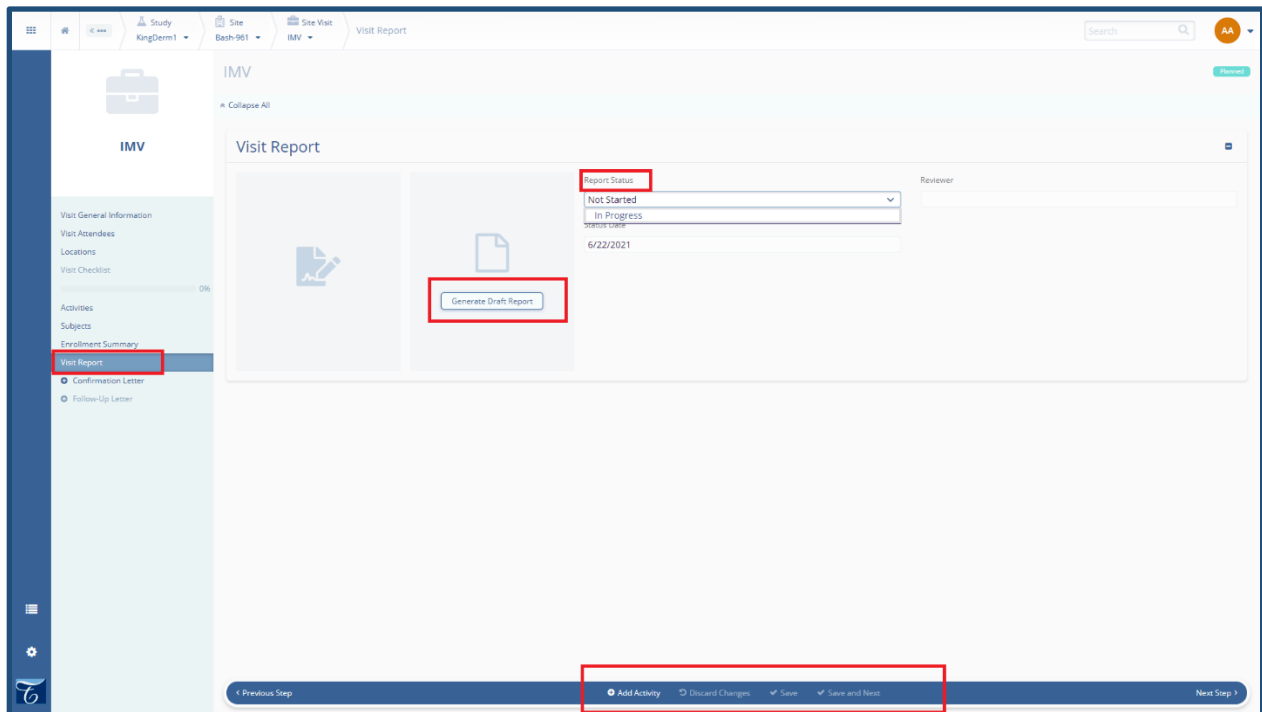 Study
KingDerm1
Site
Bash-961
Site Visit
IMV
Visit Report
Search
AA
IMV
Planned
Collapse All
IMV
Visit Report
Report Status
Reviewer
Not Started
In Progress
Status Date
6/22/2021
Generate Draft Report
Visit General Information
Visit Attendees
Locations
Visit Checklist
0%
Activities
Subjects
Enrollment Summary
Visit Report
Confirmation Letter
Follow-Up Letter
Previous Step
Add Activity
Discard Changes
Save
Save and Next
Next Step